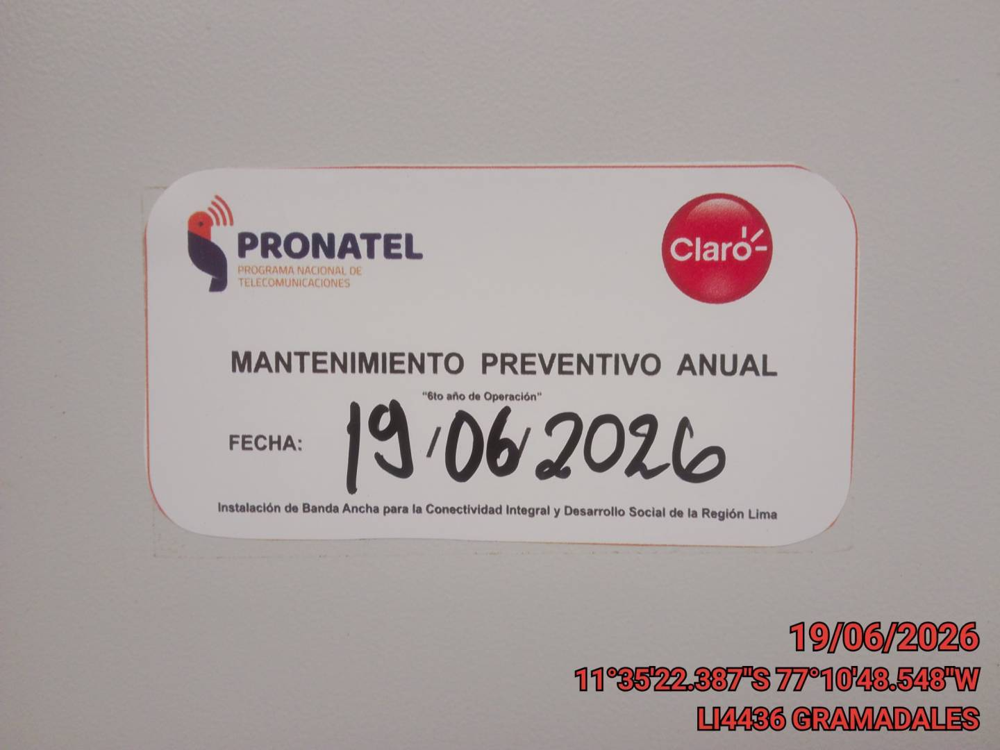 PRONATEL
PROGRAMA NACIONAL DE
TELECOMUNICACIONES
Claro
MANTENIMIENTO PREVENTIVO ANUAL
"6to año de Operación"
FECHA: 19/06/2026
Instalación de Banda Ancha para la Conectividad Integral y Desarrollo Social de la Región Lima
19/06/2026
11°35'22.387"S 77°10'48.548"W
LI4436 GRAMADALES